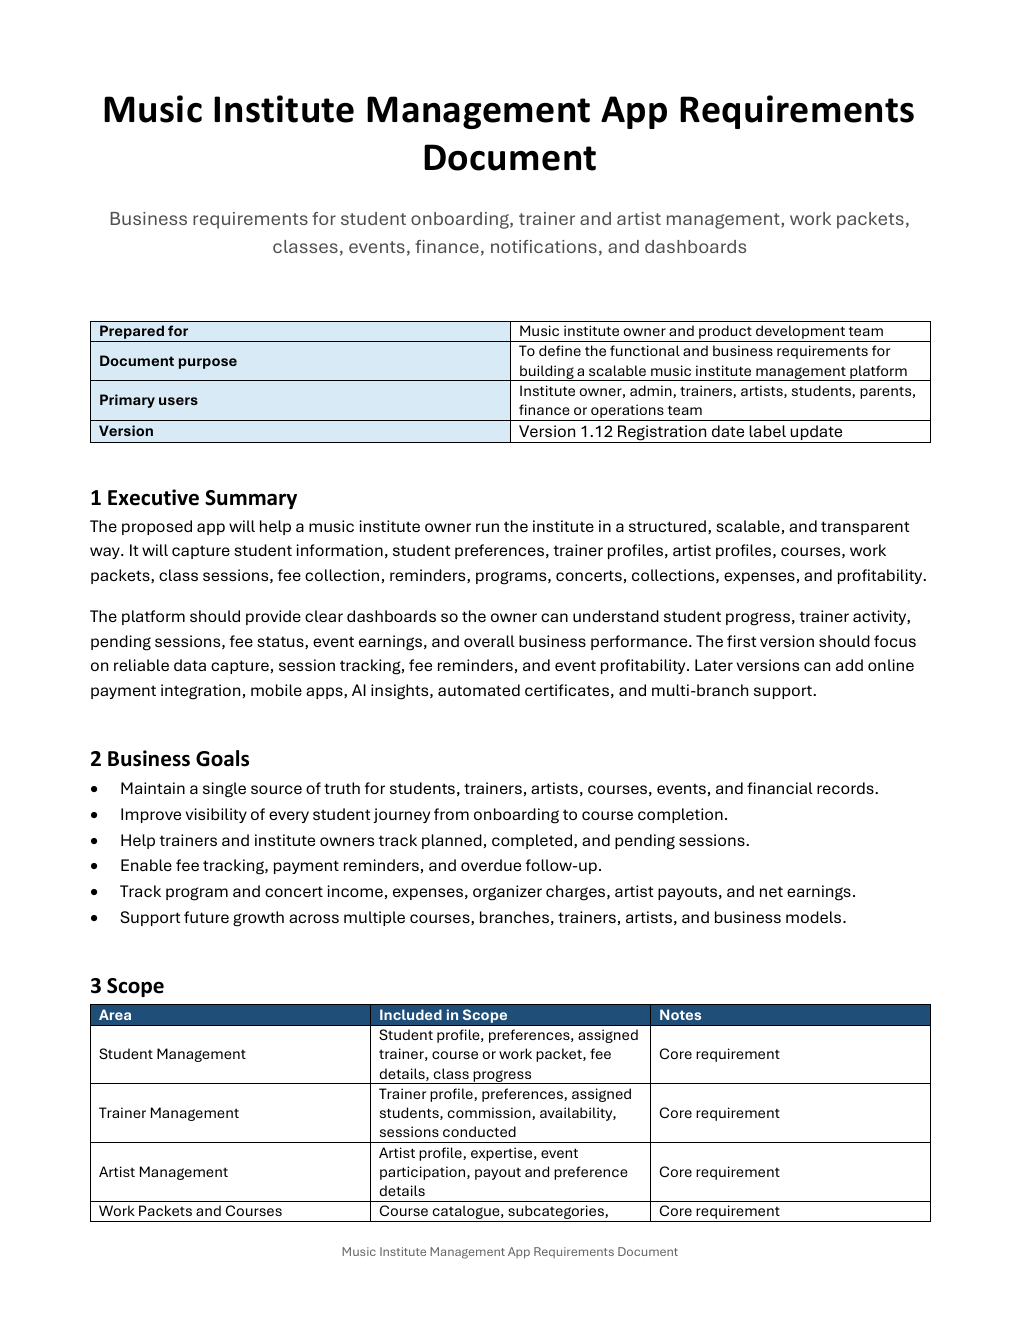 Music Institute Management App Requirements
Document
Business requirements for student onboarding, trainer and artist management, work packets,
classes, events, finance, notifications, and dashboards
Prepared for
Music institute owner and product development team
Document purpose
To define the functional and business requirements for
building a scalable music institute management platform
Primary users
Institute owner, admin, trainers, artists, students, parents,
finance or operations team
Version
Version 1.12 Registration date label update
1 Executive Summary
The proposed app will help a music institute owner run the institute in a structured, scalable, and transparent
way. It will capture student information, student preferences, trainer profiles, artist profiles, courses, work
packets, class sessions, fee collection, reminders, programs, concerts, collections, expenses, and profitability.
The platform should provide clear dashboards so the owner can understand student progress, trainer activity,
pending sessions, fee status, event earnings, and overall business performance. The first version should focus
on reliable data capture, session tracking, fee reminders, and event profitability. Later versions can add online
payment integration, mobile apps, AI insights, automated certificates, and multi-branch support.
2 Business Goals
• Maintain a single source of truth for students, trainers, artists, courses, events, and financial records.
• Improve visibility of every student journey from onboarding to course completion.
• Help trainers and institute owners track planned, completed, and pending sessions.
• Enable fee tracking, payment reminders, and overdue follow-up.
• Track program and concert income, expenses, organizer charges, artist payouts, and net earnings.
• Support future growth across multiple courses, branches, trainers, artists, and business models.
3 Scope
Area
Included in Scope
Notes
Student Management
Student profile, preferences, assigned
trainer, course or work packet, fee
details, class progress
Core requirement
Trainer Management
Trainer profile, preferences, assigned
students, commission, availability,
sessions conducted
Core requirement
Artist Management
Artist profile, expertise, event
participation, payout and preference
details
Core requirement
Work Packets and Courses
Course catalogue, subcategories,
Core requirement
Music Institute Management App Requirements Document